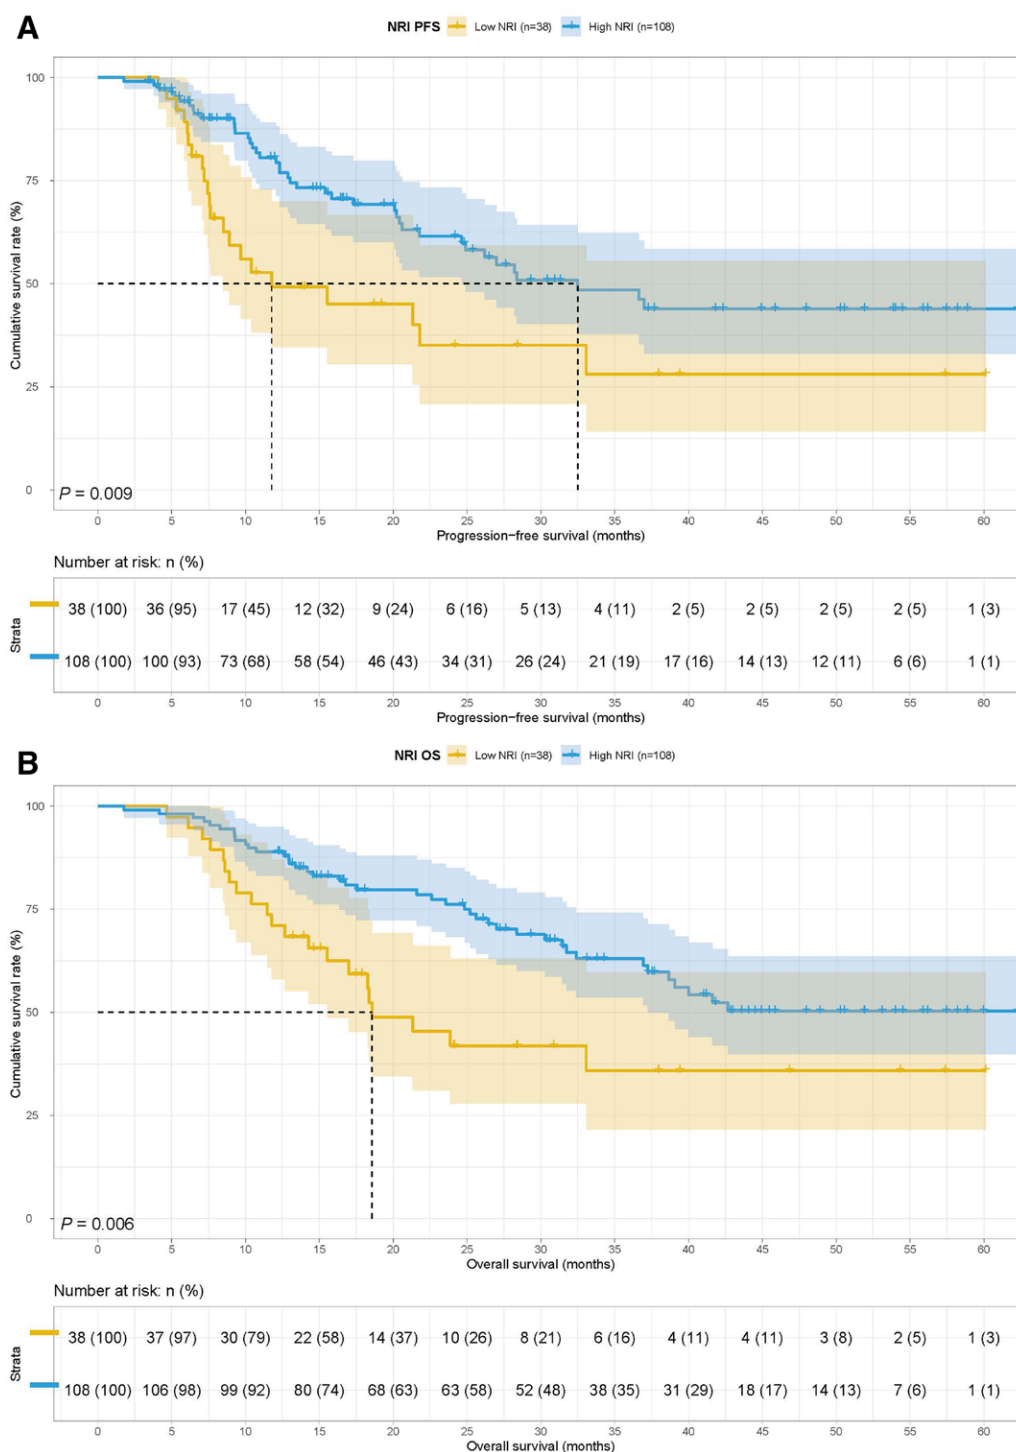 A
NRI PFS Low NRI (n=38) High NRI (n=108)
Cumulative survival rate (%)
100
75
50
25
0
P = 0.009
0 5 10 15 20 25 30 35 40 45 50 55 60
Progression−free survival (months)
Number at risk: n (%)
Strata
38 (100) 36 (95) 17 (45) 12 (32) 9 (24) 6 (16) 5 (13) 4 (11) 2 (5) 2 (5) 2 (5) 2 (5) 1 (3)
108 (100) 100 (93) 73 (68) 58 (54) 46 (43) 34 (31) 26 (24) 21 (19) 17 (16) 14 (13) 12 (11) 6 (6) 1 (1)
0 5 10 15 20 25 30 35 40 45 50 55 60
Progression−free survival (months)
B
NRI OS Low NRI (n=38) High NRI (n=108)
Cumulative survival rate (%)
100
75
50
25
0
P = 0.006
0 5 10 15 20 25 30 35 40 45 50 55 60
Overall survival (months)
Number at risk: n (%)
Strata
38 (100) 37 (97) 30 (79) 22 (58) 14 (37) 10 (26) 8 (21) 6 (16) 4 (11) 4 (11) 3 (8) 2 (5) 1 (3)
108 (100) 106 (98) 99 (92) 80 (74) 68 (63) 63 (58) 52 (48) 38 (35) 31 (29) 18 (17) 14 (13) 7 (6) 1 (1)
0 5 10 15 20 25 30 35 40 45 50 55 60
Overall survival (months)